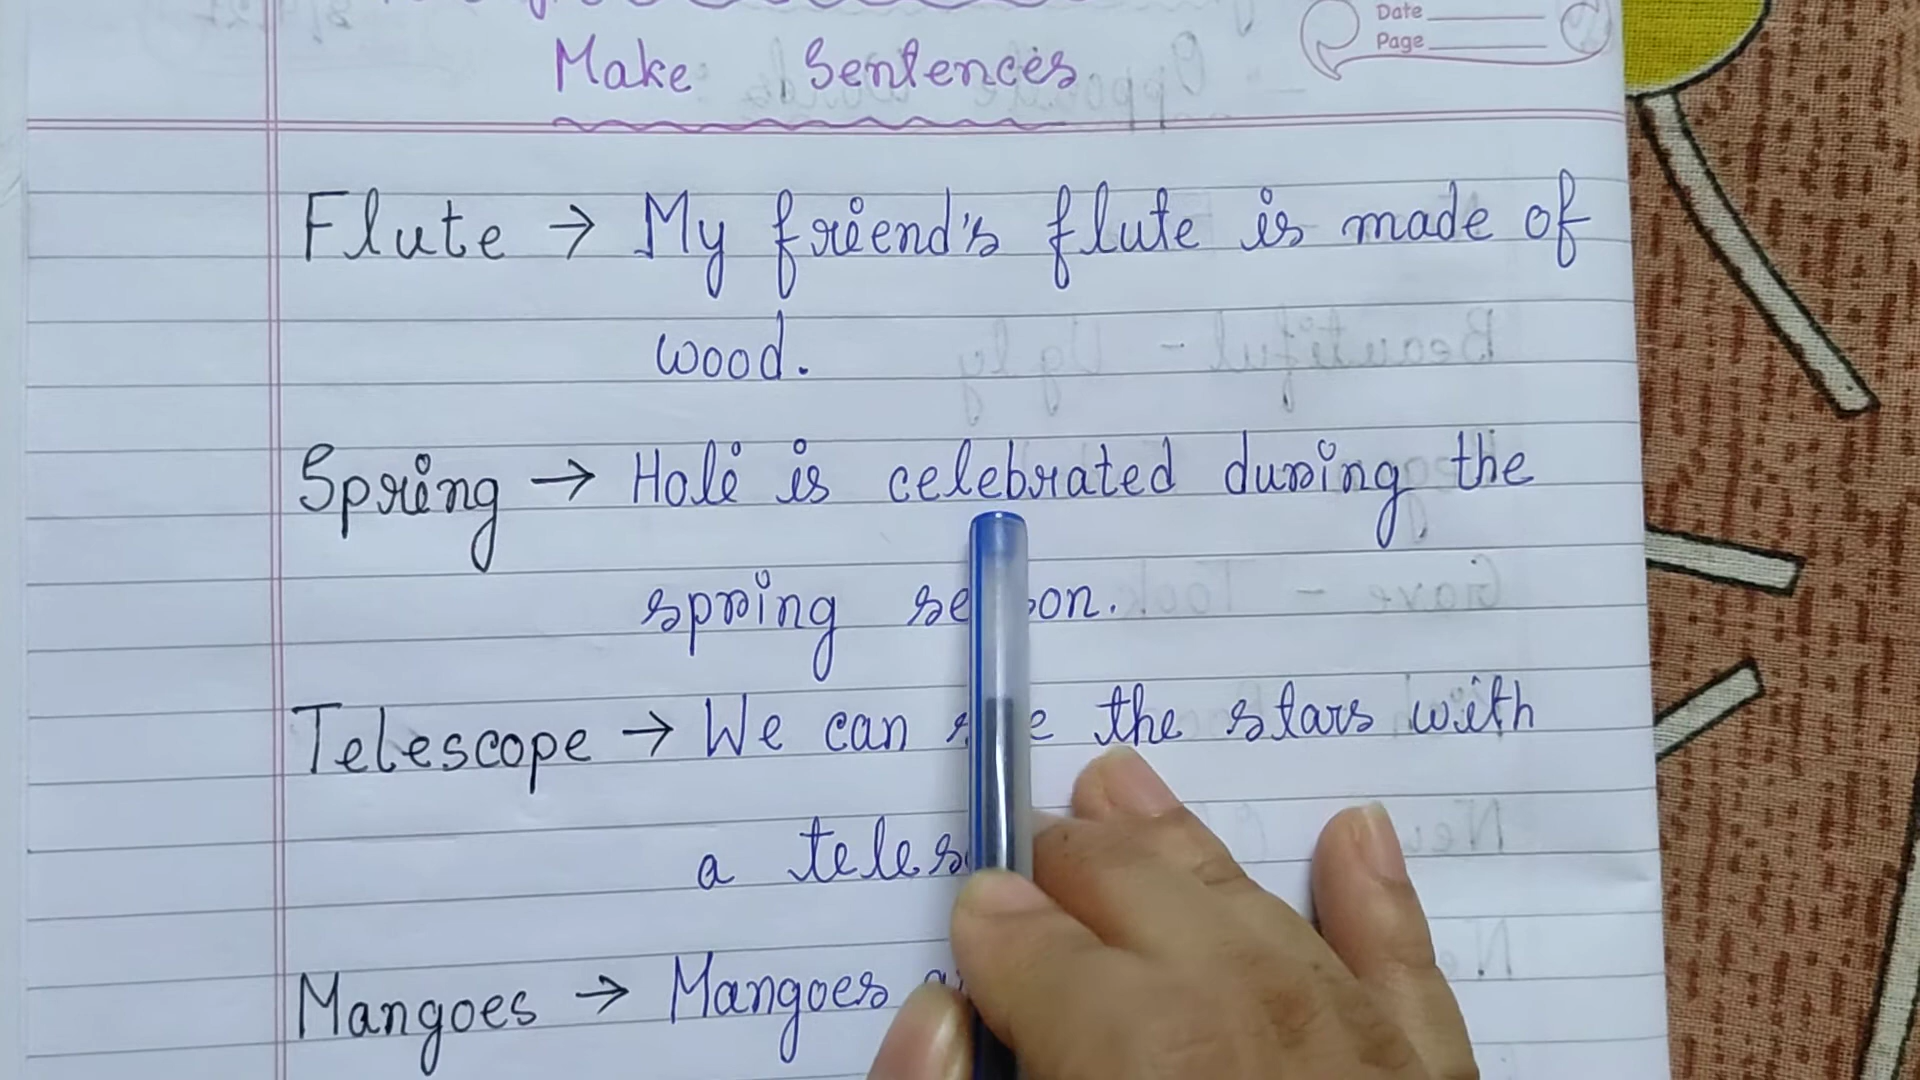 Date
Page
Make Sentences
Flute → My friend's flute is made of
wood.
Spring → Holi is celebrated during the
spring
Telescope → We can the stars with
a
Mangoes → Mangoes